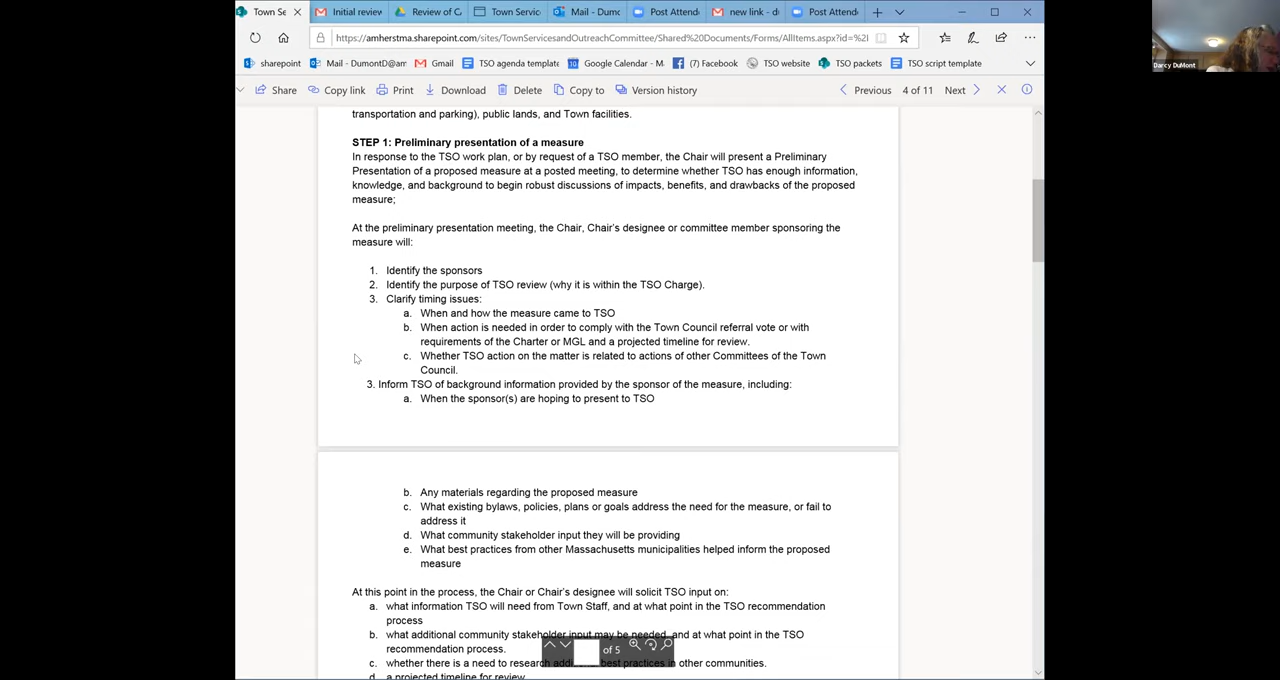 Town Se
Initial review
Review of C
Town Servic
Mail - Dumo
Post Attend
new link - d
Post Attend
https://amherstma.sharepoint.com/sites/TownServicesandOutreachCommittee/Shared%20Documents/Forms/AllItems.aspx?id=%2
sharepoint
Mail - DumontD@am
Gmail
TSO agenda template
Google Calendar - M
(7) Facebook
TSO website
TSO packets
TSO script template
Share
Copy link
Print
Download
Delete
Copy to
Version history
Previous
4 of 11
Next
Darcy DuMont
transportation and parking), public lands, and Town facilities.
STEP 1: Preliminary presentation of a measure
In response to the TSO work plan, or by request of a TSO member, the Chair will present a Preliminary
Presentation of a proposed measure at a posted meeting, to determine whether TSO has enough information,
knowledge, and background to begin robust discussions of impacts, benefits, and drawbacks of the proposed
measure;
At the preliminary presentation meeting, the Chair, Chair's designee or committee member sponsoring the
measure will:
1. Identify the sponsors
2. Identify the purpose of TSO review (why it is within the TSO Charge).
3. Clarify timing issues:
a. When and how the measure came to TSO
b. When action is needed in order to comply with the Town Council referral vote or with
requirements of the Charter or MGL and a projected timeline for review.
c. Whether TSO action on the matter is related to actions of other Committees of the Town
Council.
3. Inform TSO of background information provided by the sponsor of the measure, including:
a. When the sponsor(s) are hoping to present to TSO
b. Any materials regarding the proposed measure
c. What existing bylaws, policies, plans or goals address the need for the measure, or fail to
address it
d. What community stakeholder input they will be providing
e. What best practices from other Massachusetts municipalities helped inform the proposed
measure
At this point in the process, the Chair or Chair's designee will solicit TSO input on:
a. what information TSO will need from Town Staff, and at what point in the TSO recommendation
process
b. what additional community stakeholder input may be needed, and at what point in the TSO
recommendation process.
of 5
c. whether there is a need to research best practices in other communities.
d. a projected timeline for review